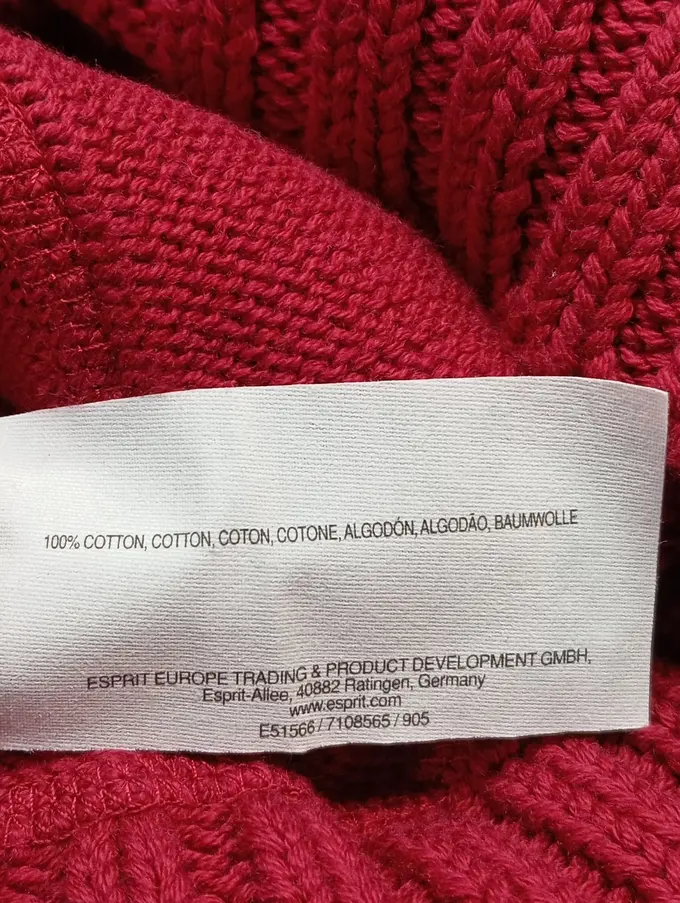 100% COTTON, COTTON, COTON, COTONE, ALGODÓN, ALGODÃO, BAUMWOLLE
ESPRIT EUROPE TRADING & PRODUCT DEVELOPMENT GMBH,
Esprit-Allee, 40882 Ratingen, Germany
www.esprit.com
E51566 / 7108565 / 905